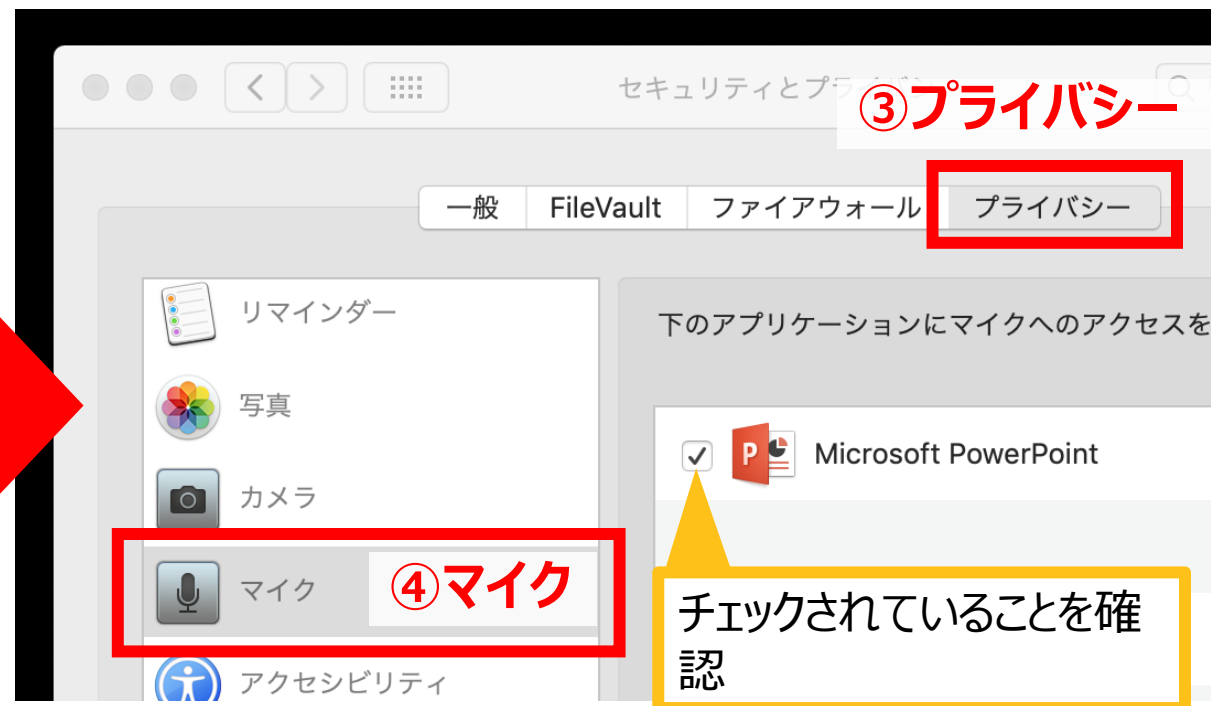 セキュリティとプ
③プライバシー
一般 FileVault ファイアウォール プライバシー
リマインダー
写真
カメラ
マイク
④マイク
アクセシビリティ
下のアプリケーションにマイクへのアクセスを
Microsoft PowerPoint
チェックされていることを確
認